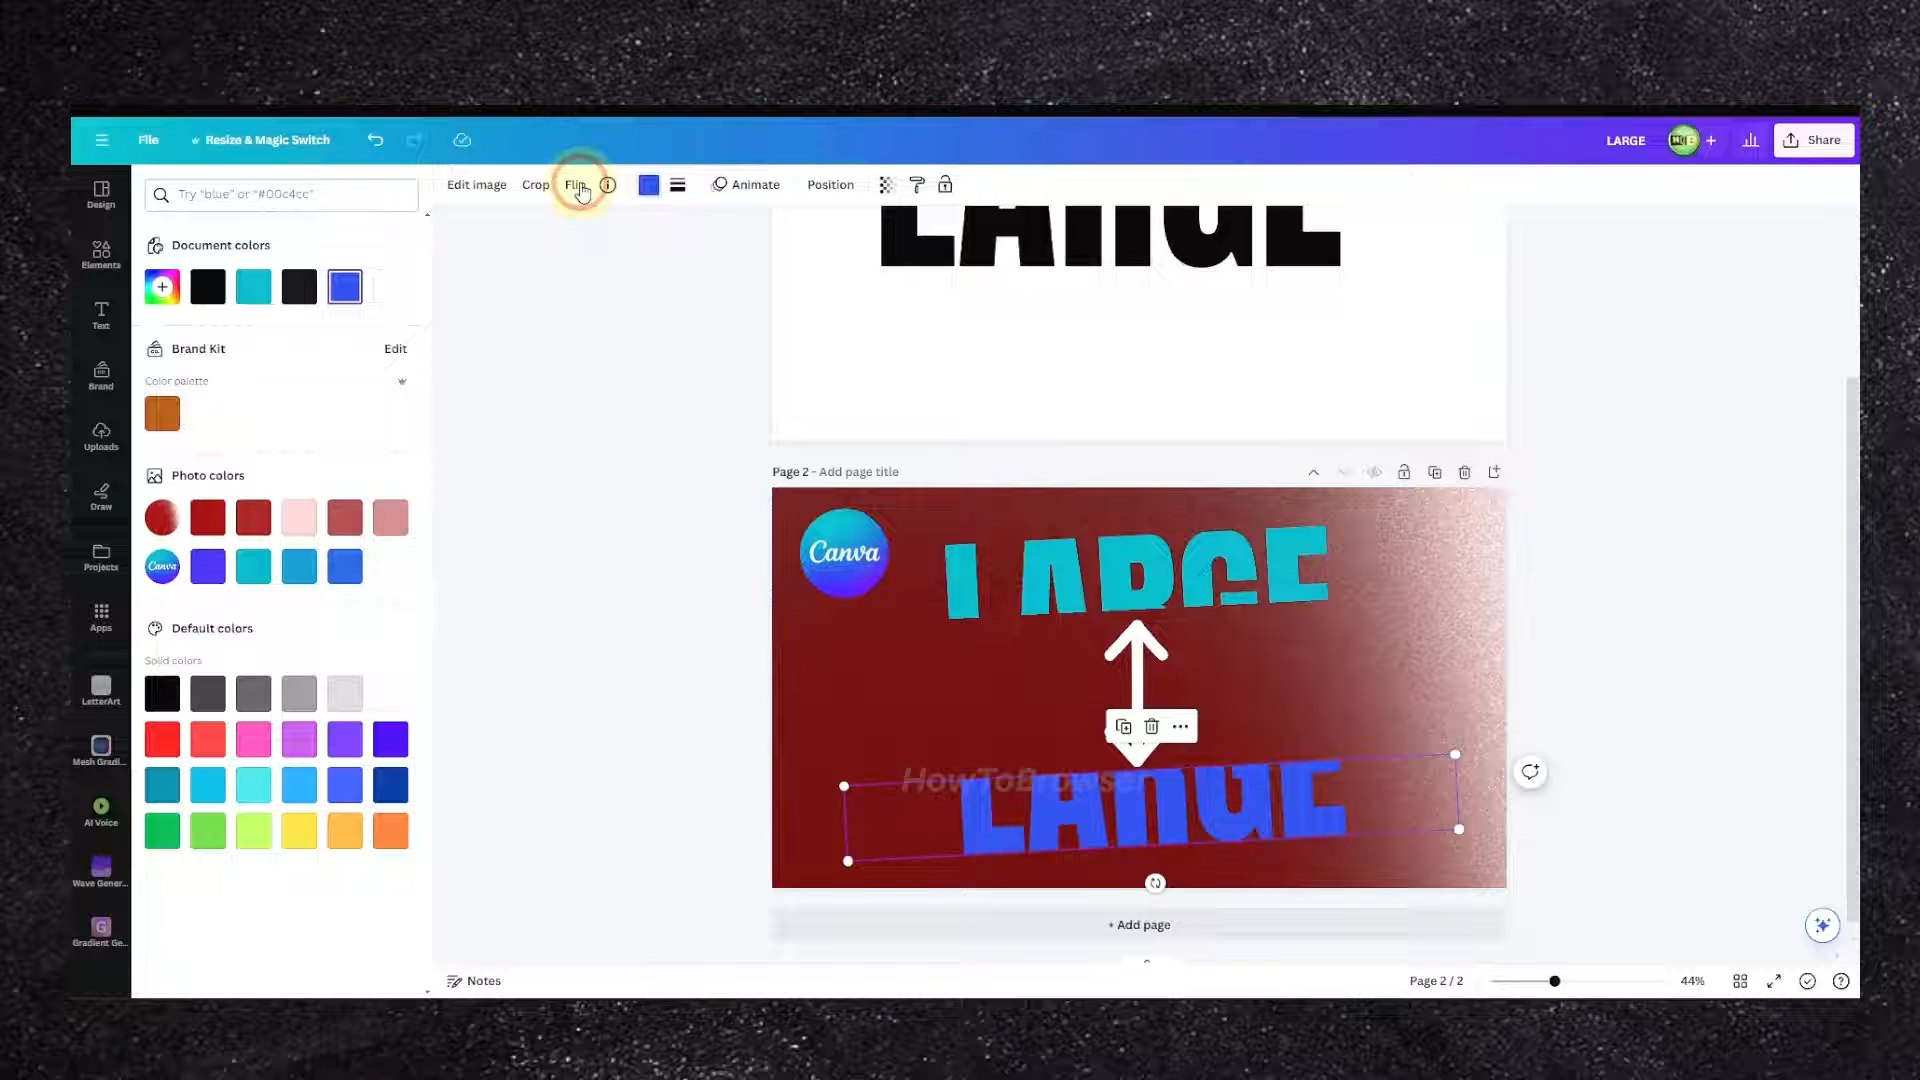 File
Resize & Magic Switch
LARGE
Share
Edit image
Crop
Flip
Animate
Position
Design
Elements
Text
Brand
Uploads
Draw
Projects
Apps
LetterArt
Mesh Gradi...
AI Voice
Wave Gener...
Gradient Ge...
Try "blue" or "#00c4cc"
Document colors
Brand Kit
Edit
Color palette
Photo colors
Canva
Default colors
Solid colors
LARGE
Page 2 - Add page title
Canva
LARGE
HowToBrowser
LARGE
+ Add page
Notes
Page 2 / 2
44%